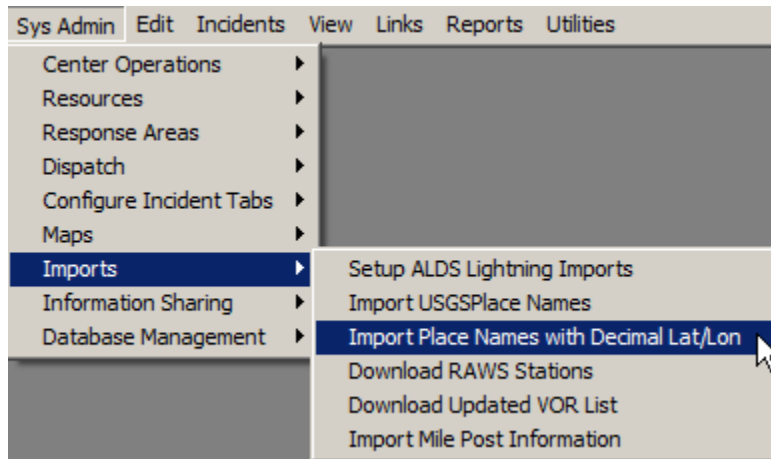 Sys Admin Edit Incidents View Links Reports Utilities
Center Operations
Resources
Response Areas
Dispatch
Configure Incident Tabs
Maps
Imports
Information Sharing
Database Management
Setup ALDS Lightning Imports
Import USGSPlace Names
Import Place Names with Decimal Lat/Lon
Download RAWS Stations
Download Updated VOR List
Import Mile Post Information